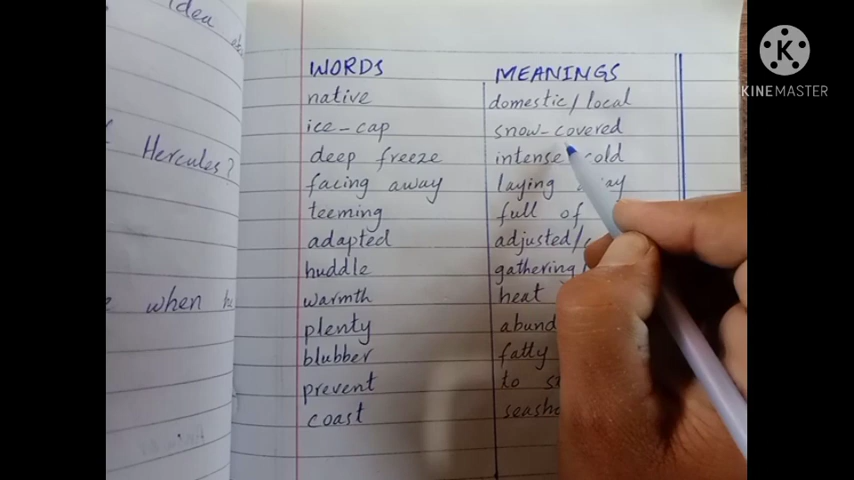 idea
Hercules?
when he
WORDS MEANINGS
native domestic/local
ice-cap snow-covered
deep freeze intense cold
facing away laying away
teeming full of
adapted adjusted/
huddle gathering
warmth heat
plenty abund
blubber fatty
prevent to
coast seasho
KINEMASTER